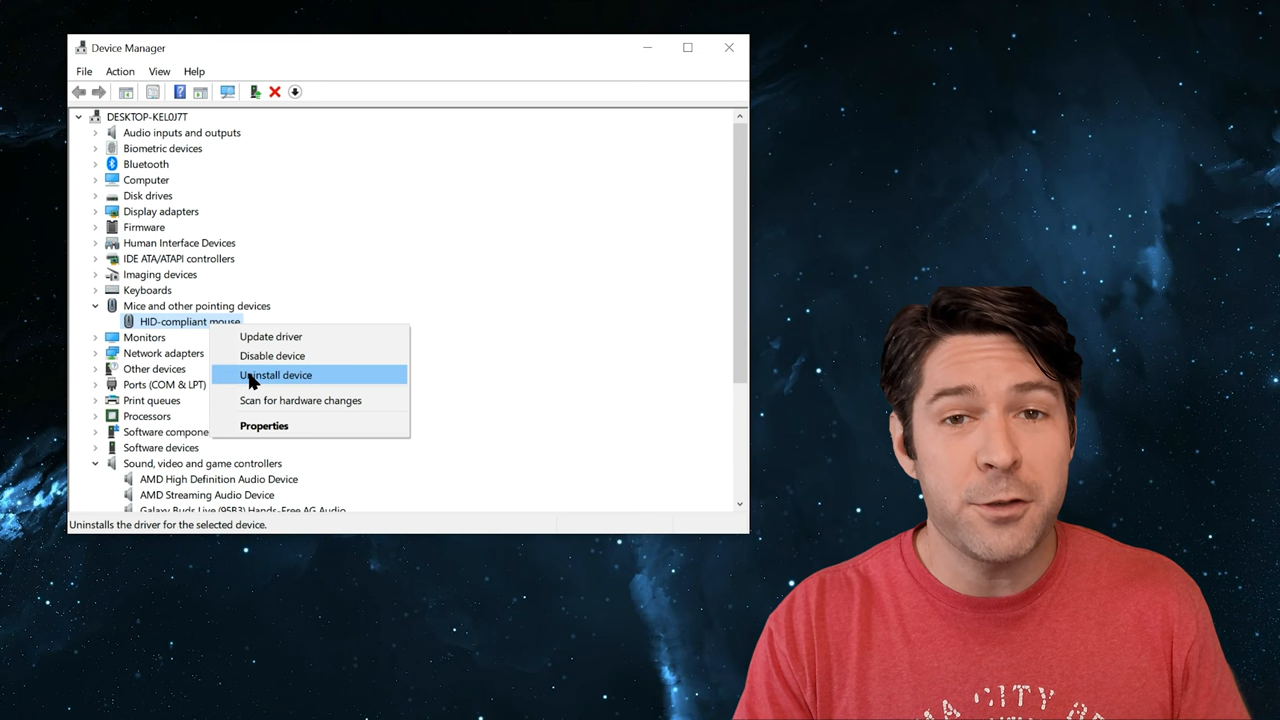 Device Manager
File Action View Help
DESKTOP-KEL0J7T
Audio inputs and outputs
Biometric devices
Bluetooth
Computer
Disk drives
Display adapters
Firmware
Human Interface Devices
IDE ATA/ATAPI controllers
Imaging devices
Keyboards
Mice and other pointing devices
HID-compliant mouse
Monitors
Network adapters
Other devices
Ports (COM & LPT)
Print queues
Processors
Software compone
Software devices
Sound, video and game controllers
AMD High Definition Audio Device
AMD Streaming Audio Device
Galaxy Buds Live (95B3) Hands-Free AG Audio
Update driver
Disable device
Uninstall device
Scan for hardware changes
Properties
Uninstalls the driver for the selected device.
CITY